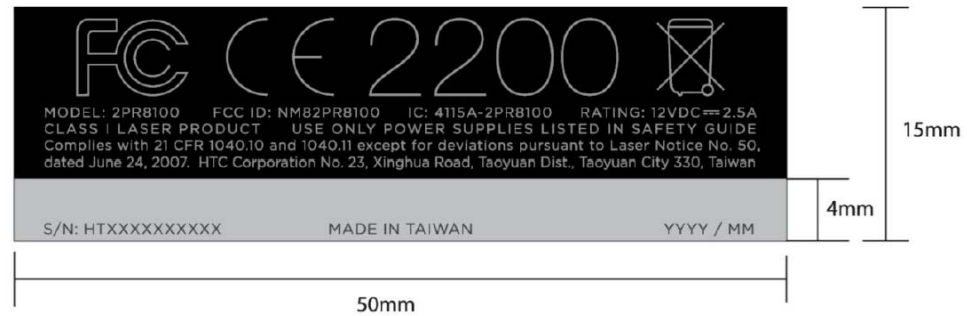 FC CE 2200
MODEL: 2PR8100 FCC ID: NM82PR8100 IC: 4115A-2PR8100 RATING: 12VDC⎓2.5A
CLASS I LASER PRODUCT USE ONLY POWER SUPPLIES LISTED IN SAFETY GUIDE
Complies with 21 CFR 1040.10 and 1040.11 except for deviations pursuant to Laser Notice No. 50,
dated June 24, 2007. HTC Corporation No. 23, Xinghua Road, Taoyuan Dist., Taoyuan City 330, Taiwan
S/N: HTXXXXXXXXXX MADE IN TAIWAN YYYY / MM
15mm
4mm
50mm